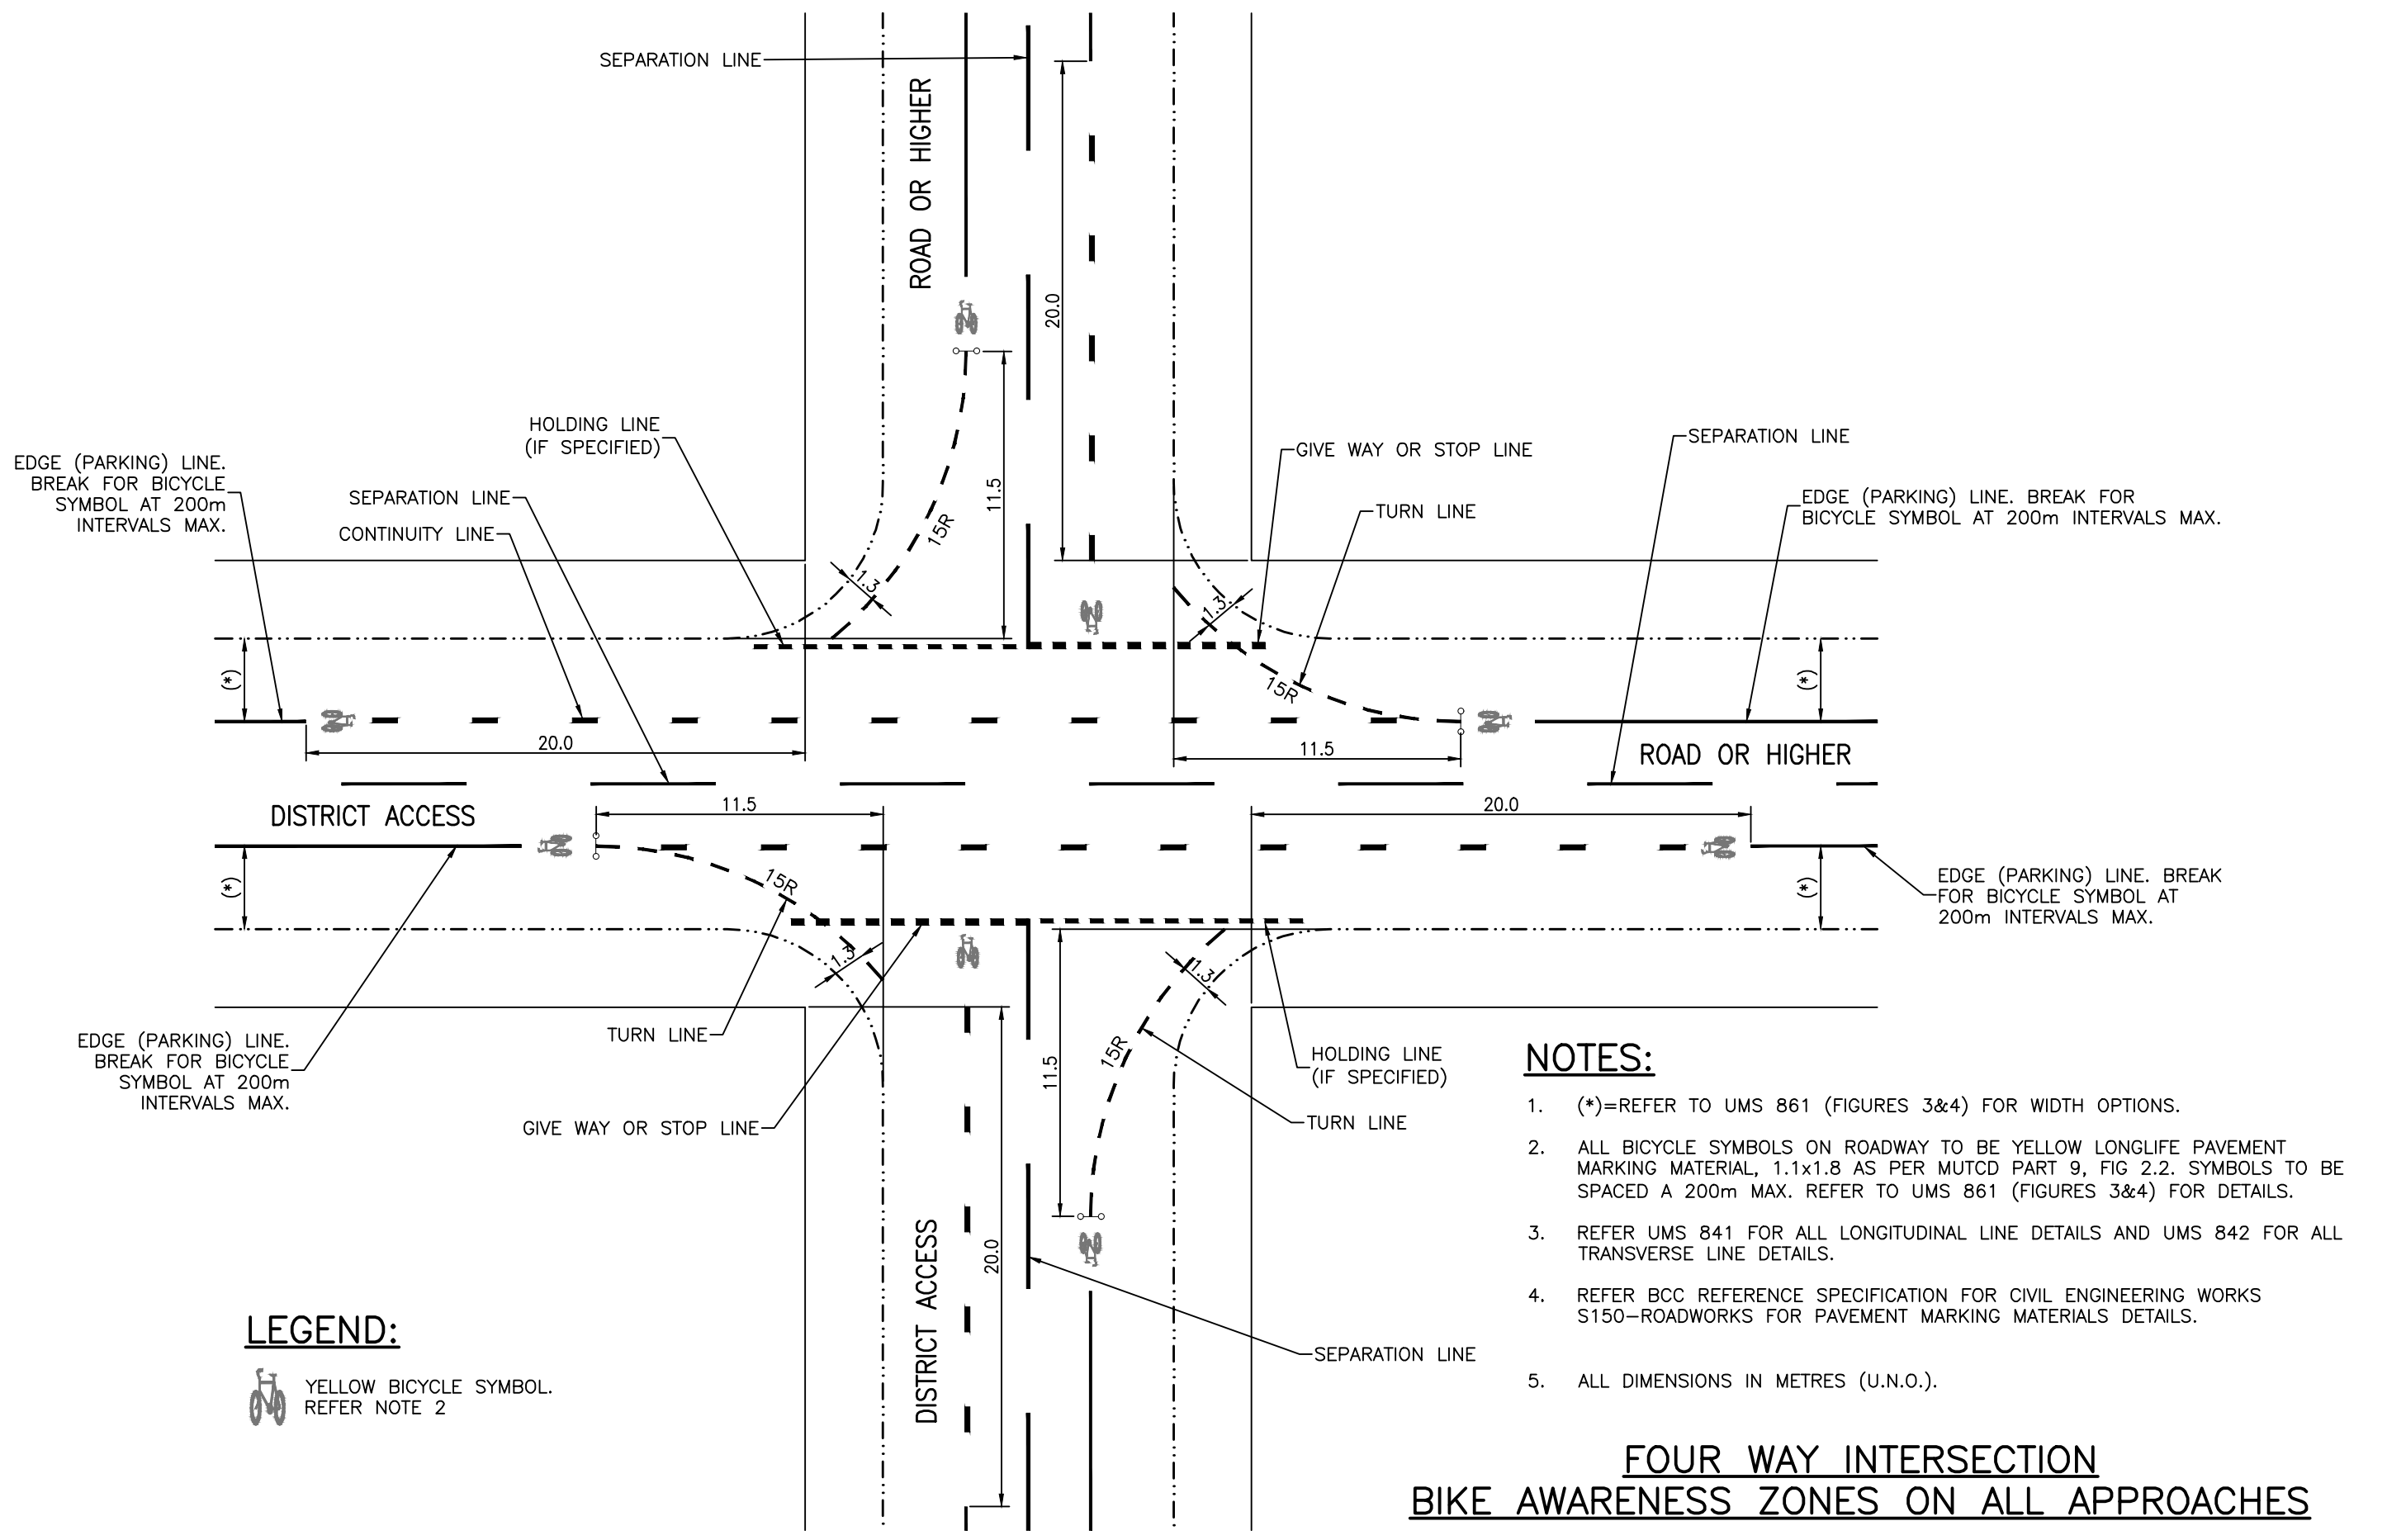 SEPARATION LINE
ROAD OR HIGHER
20.0
HOLDING LINE
(IF SPECIFIED)
EDGE (PARKING) LINE.
BREAK FOR BICYCLE
SYMBOL AT 200m
INTERVALS MAX.
SEPARATION LINE
CONTINUITY LINE
11.5
15R
1.3
GIVE WAY OR STOP LINE
TURN LINE
SEPARATION LINE
EDGE (PARKING) LINE. BREAK FOR
BICYCLE SYMBOL AT 200m INTERVALS MAX.
1.3
15R
(*)
(*)
20.0
11.5
ROAD OR HIGHER
DISTRICT ACCESS
11.5
20.0
(*)
(*)
15R
1.3
1.3
EDGE (PARKING) LINE. BREAK
FOR BICYCLE SYMBOL AT
200m INTERVALS MAX.
EDGE (PARKING) LINE.
BREAK FOR BICYCLE
SYMBOL AT 200m
INTERVALS MAX.
TURN LINE
GIVE WAY OR STOP LINE
11.5
15R
HOLDING LINE
(IF SPECIFIED)
TURN LINE
DISTRICT ACCESS
20.0
SEPARATION LINE
LEGEND:
YELLOW BICYCLE SYMBOL.
REFER NOTE 2
NOTES:
1. (*)=REFER TO UMS 861 (FIGURES 3&4) FOR WIDTH OPTIONS.
2. ALL BICYCLE SYMBOLS ON ROADWAY TO BE YELLOW LONGLIFE PAVEMENT
MARKING MATERIAL, 1.1x1.8 AS PER MUTCD PART 9, FIG 2.2. SYMBOLS TO BE
SPACED A 200m MAX. REFER TO UMS 861 (FIGURES 3&4) FOR DETAILS.
3. REFER UMS 841 FOR ALL LONGITUDINAL LINE DETAILS AND UMS 842 FOR ALL
TRANSVERSE LINE DETAILS.
4. REFER BCC REFERENCE SPECIFICATION FOR CIVIL ENGINEERING WORKS
S150-ROADWORKS FOR PAVEMENT MARKING MATERIALS DETAILS.
5. ALL DIMENSIONS IN METRES (U.N.O.).
FOUR WAY INTERSECTION
BIKE AWARENESS ZONES ON ALL APPROACHES